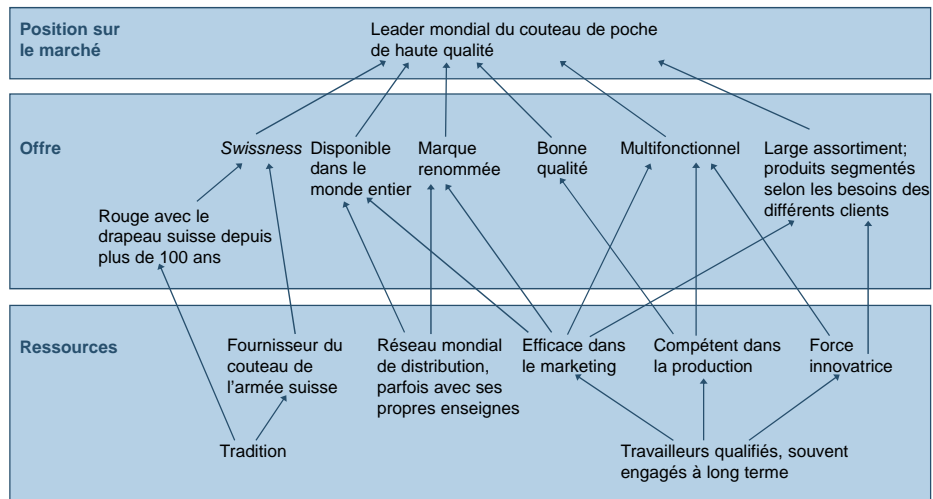 Position sur
le marché
Leader mondial du couteau de poche
de haute qualité
Offre
Swissness
Disponible
dans le
monde entier
Marque
renommée
Bonne
qualité
Multifonctionnel
Large assortiment;
produits segmentés
selon les besoins des
différents clients
Rouge avec le
drapeau suisse depuis
plus de 100 ans
Ressources
Fournisseur du
couteau de
l'armée suisse
Réseau mondial
de distribution,
parfois avec ses
propres enseignes
Efficace dans
le marketing
Compétent dans
la production
Force
innovatrice
Tradition
Travailleurs qualifiés, souvent
engagés à long terme